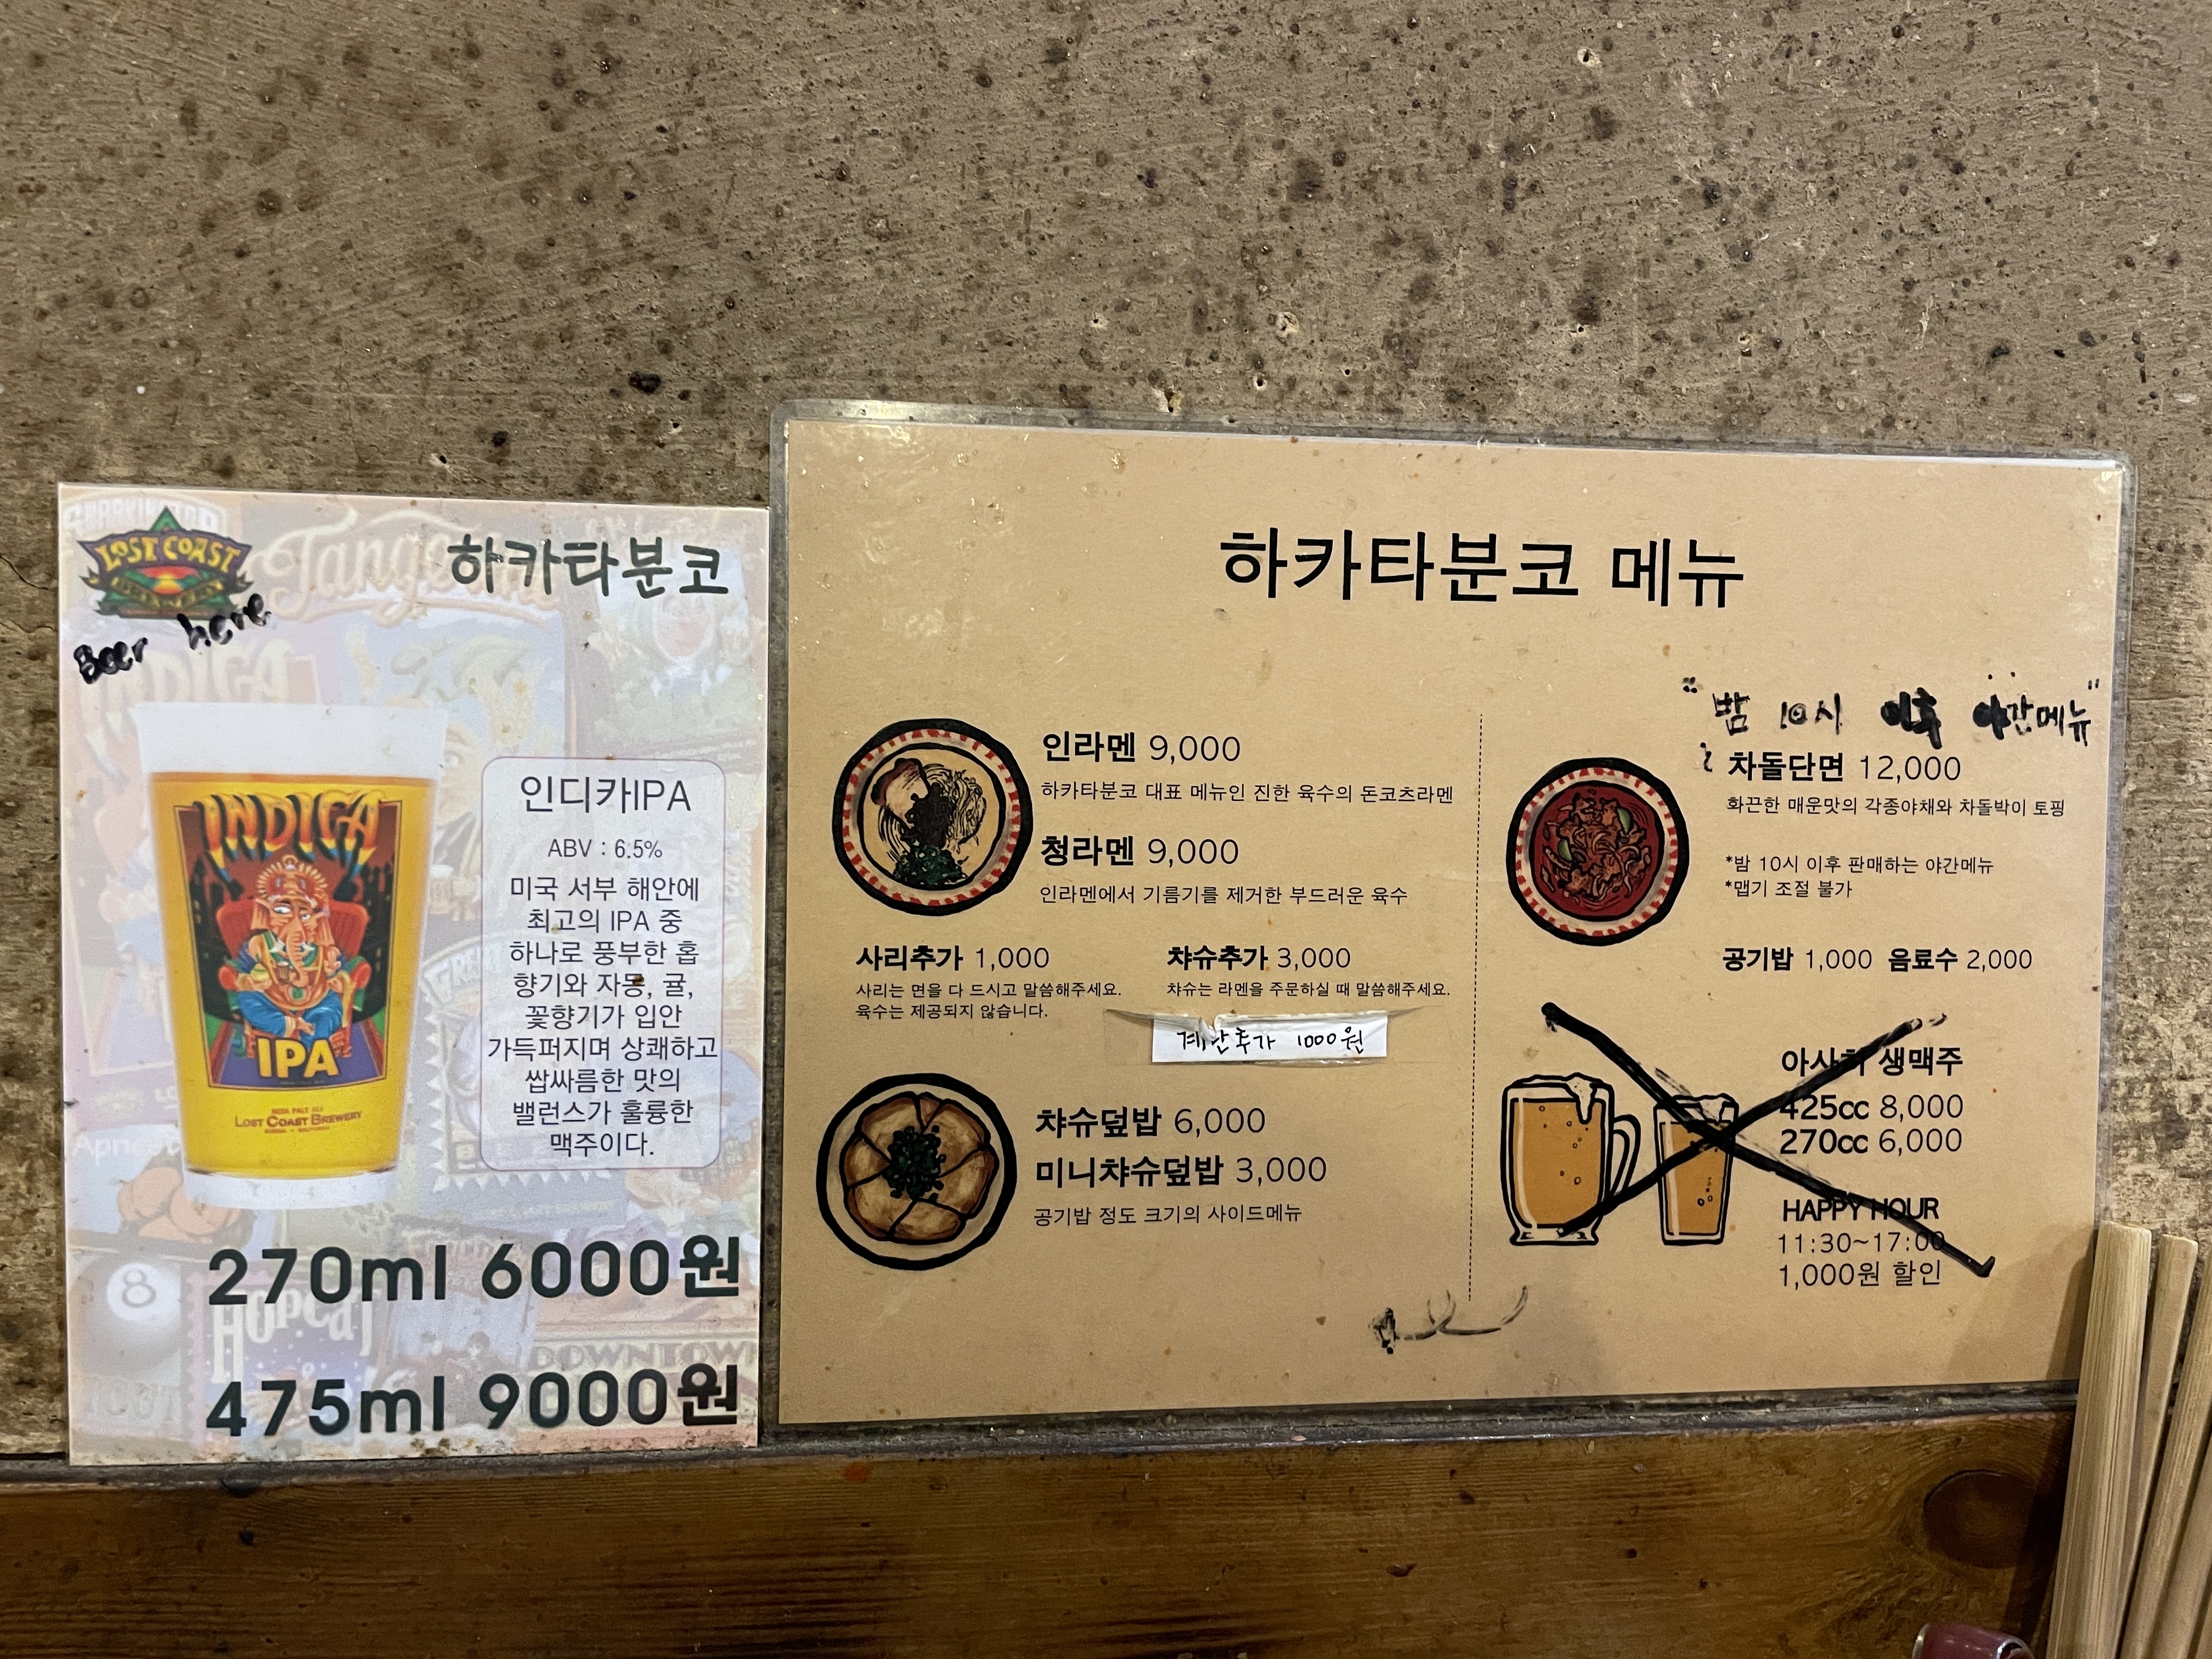 LOST COAST
BREWERY
하카타분코
Beer here
INDICA
IPA
INDIA PALE ALE
LOST COAST BREWERY
인디카IPA
ABV : 6.5%
미국 서부 해안에
최고의 IPA 중
하나로 풍부한 홉
향기와 자몽, 귤,
꽃향기가 입안
가득퍼지며 상쾌하고
쌉싸름한 맛의
밸런스가 훌륭한
맥주이다.
270ml 6000원
475ml 9000원
하카타분코 메뉴
인라멘 9,000
하카타분코 대표 메뉴인 진한 육수의 돈코츠라멘
청라멘 9,000
인라멘에서 기름기를 제거한 부드러운 육수
사리추가 1,000
사리는 면을 다 드시고 말씀해주세요.
육수는 제공되지 않습니다.
챠슈추가 3,000
챠슈는 라멘을 주문하실 때 말씀해주세요.
계란추가 1000원
챠슈덮밥 6,000
미니챠슈덮밥 3,000
공기밥 정도 크기의 사이드메뉴
"밤 10시 이후 야간메뉴"
차돌단면 12,000
화끈한 매운맛의 각종야채와 차돌박이 토핑
*밤 10시 이후 판매하는 야간메뉴
*맵기 조절 불가
공기밥 1,000 음료수 2,000
아사히 생맥주
425cc 8,000
270cc 6,000
HAPPY HOUR
11:30~17:00
1,000원 할인